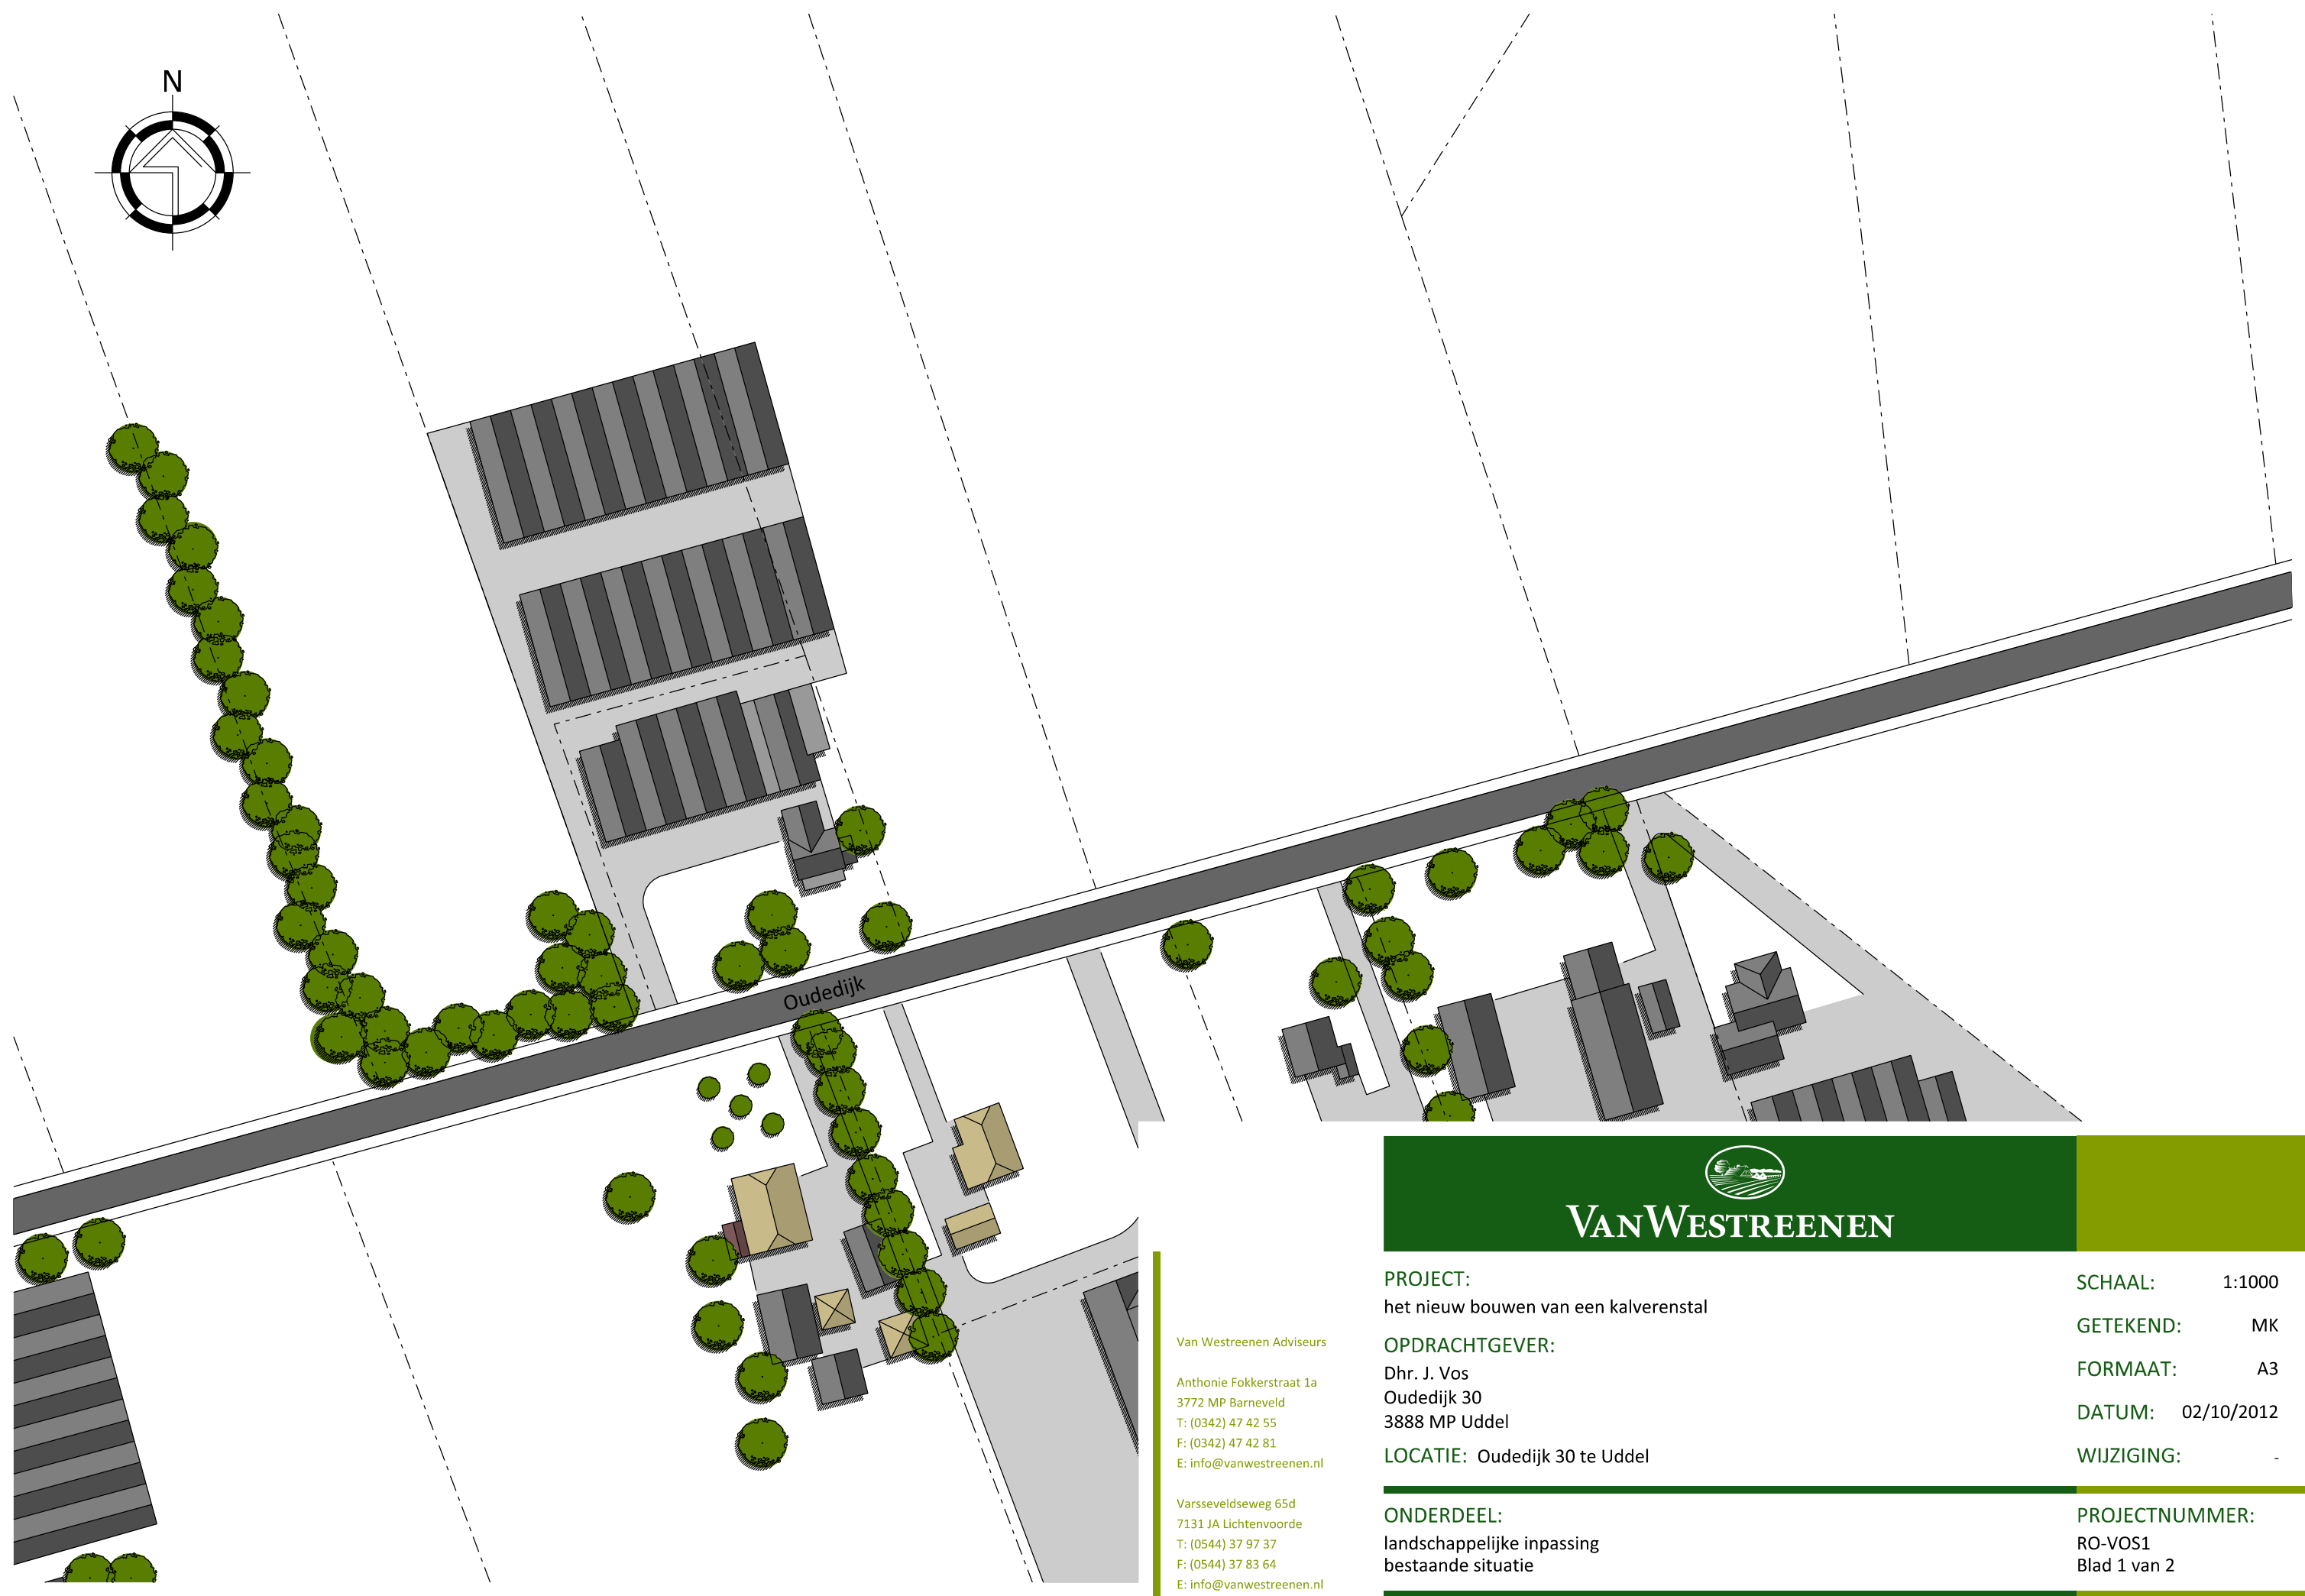 N
Oudedijk
VANWESTREENEN
Van Westreenen Adviseurs
Anthonie Fokkerstraat 1a
3772 MP Barneveld
T: (0342) 47 42 55
F: (0342) 47 42 81
E: info@vanwestreenen.nl
Varsseveldseweg 65d
7131 JA Lichtenvoorde
T: (0544) 37 97 37
F: (0544) 37 83 64
E: info@vanwestreenen.nl
PROJECT:
het nieuw bouwen van een kalverenstal
OPDRACHTGEVER:
Dhr. J. Vos
Oudedijk 30
3888 MP Uddel
LOCATIE: Oudedijk 30 te Uddel
ONDERDEEL:
landschappelijke inpassing
bestaande situatie
SCHAAL: 1:1000
GETEKEND: MK
FORMAAT: A3
DATUM: 02/10/2012
WIJZIGING: -
PROJECTNUMMER:
RO-VOS1
Blad 1 van 2